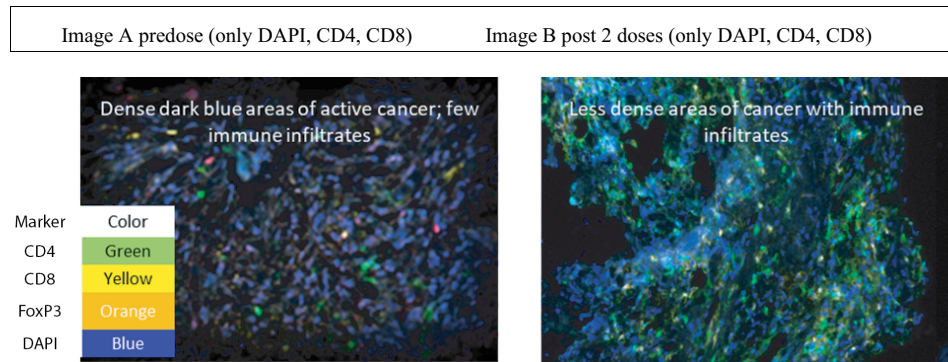 Image A predose (only DAPI, CD4, CD8)
Image B post 2 doses (only DAPI, CD4, CD8)
Dense dark blue areas of active cancer; few
immune infiltrates
Less dense areas of cancer with immune
infiltrates
Marker Color
CD4 Green
CD8 Yellow
FoxP3 Orange
DAPI Blue